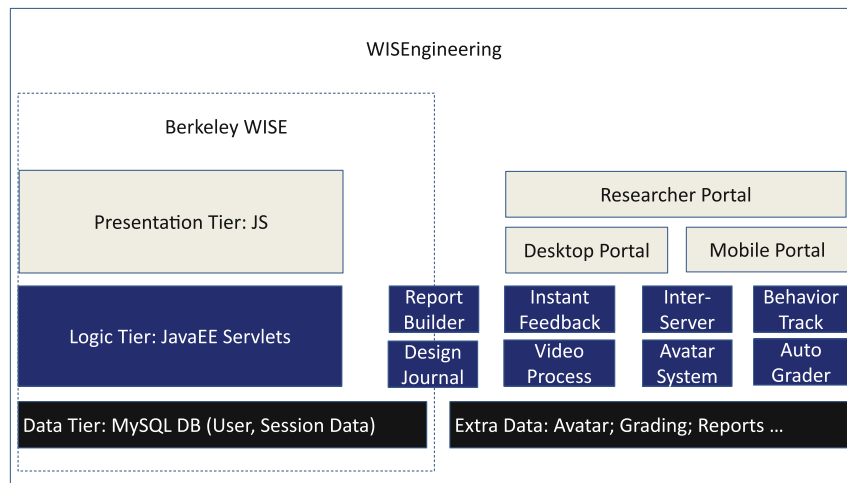 WISEngineering
Berkeley WISE
Presentation Tier: JS
Researcher Portal
Desktop Portal
Mobile Portal
Logic Tier: JavaEE Servlets
Report
Builder
Instant
Feedback
Inter-
Server
Behavior
Track
Design
Journal
Video
Process
Avatar
System
Auto
Grader
Data Tier: MySQL DB (User, Session Data)
Extra Data: Avatar; Grading; Reports ...